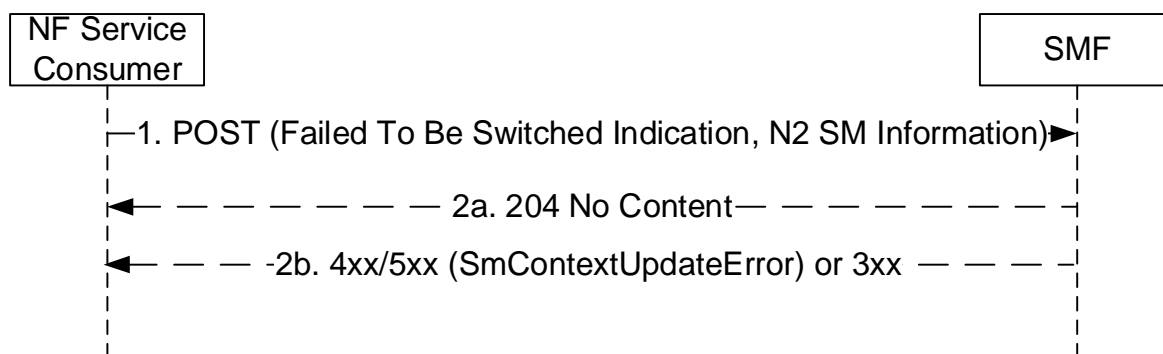 NF Service
Consumer
SMF
1. POST (Failed To Be Switched Indication, N2 SM Information)
2a. 204 No Content
2b. 4xx/5xx (SmContextUpdateError) or 3xx